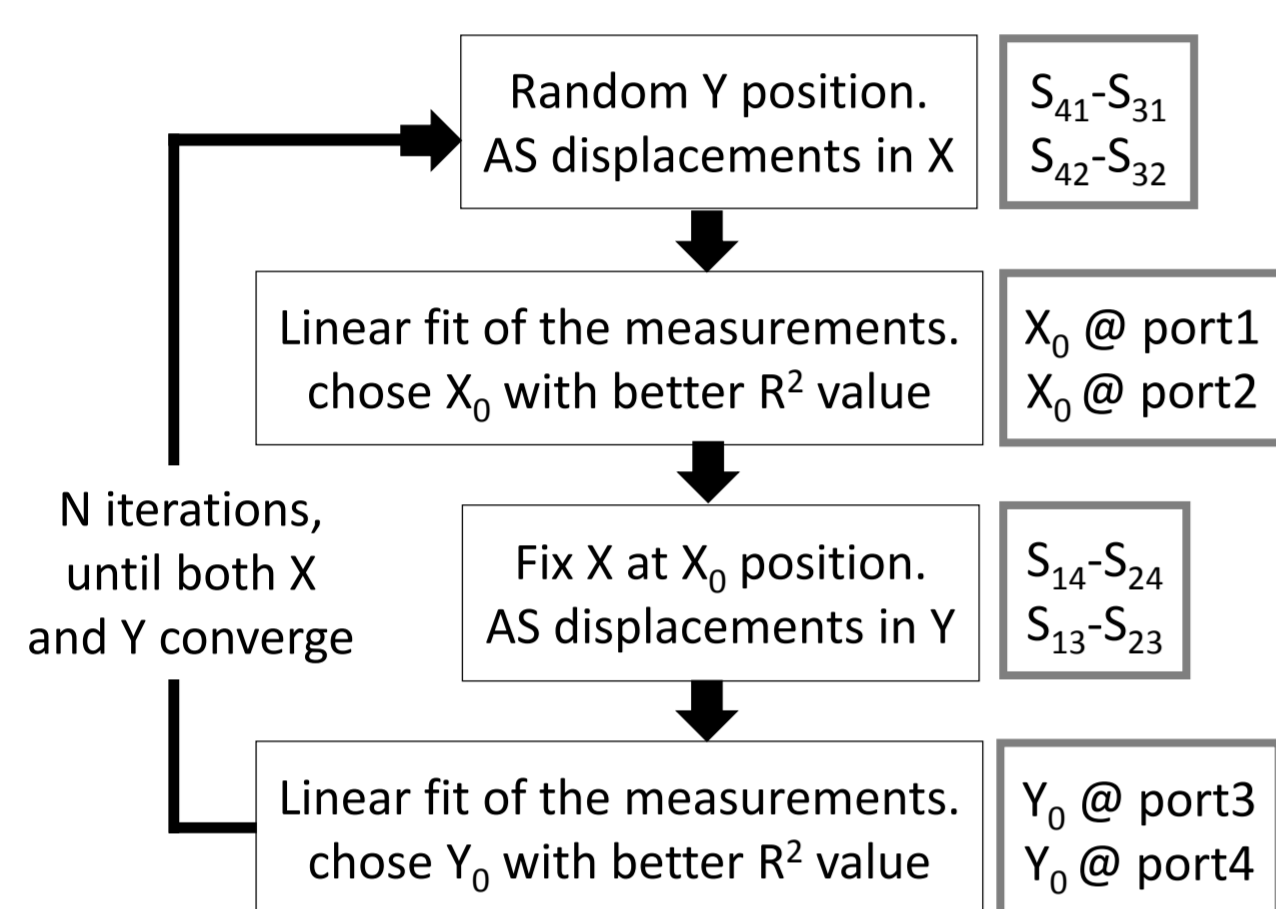 Random Y position.
AS displacements in X
S₄₁-S₃₁
S₄₂-S₃₂
Linear fit of the measurements.
chose X₀ with better R² value
X₀ @ port1
X₀ @ port2
Fix X at X₀ position.
AS displacements in Y
S₁₄-S₂₄
S₁₃-S₂₃
N iterations,
until both X
and Y converge
Linear fit of the measurements.
chose Y₀ with better R² value
Y₀ @ port3
Y₀ @ port4